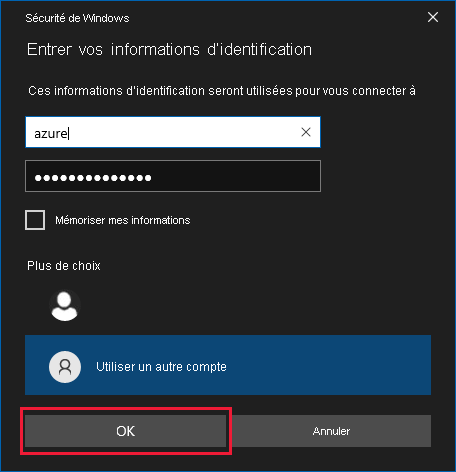 Sécurité de Windows
Entrer vos informations d'identification
Ces informations d'identification seront utilisées pour vous connecter à
azure
●●●●●●●●●●●●●●
Mémoriser mes informations
Plus de choix
Utiliser un autre compte
OK
Annuler